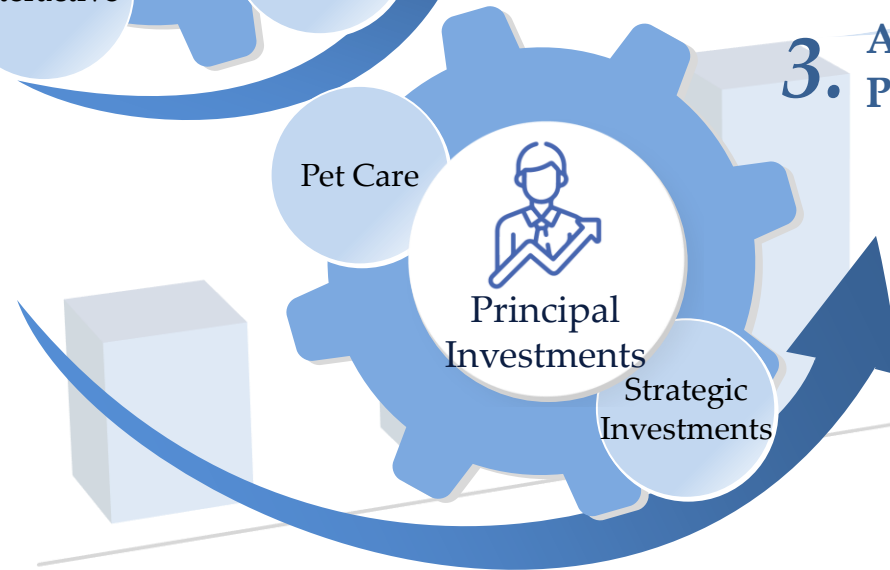 3.
Pet Care
Principal
Investments
Strategic
Investments